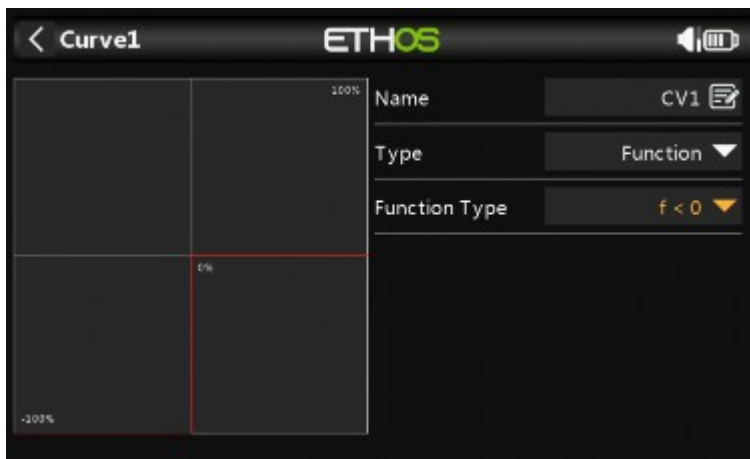 Curve1
ETHOS
100%
Name
CV1
Type
Function
Function Type
f < 0
0%
-100%